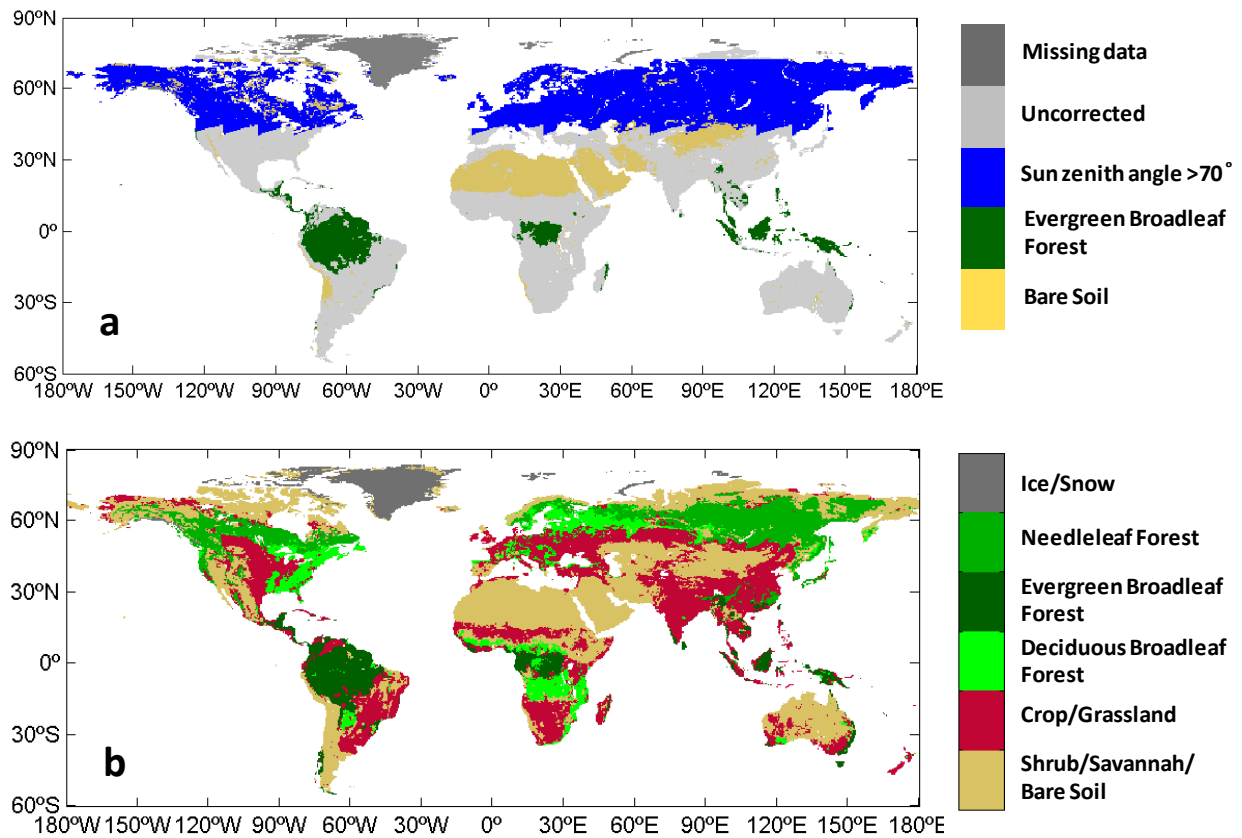 90ºN
60ºN
30ºN
0º
30ºS
60ºS
180ºW 150ºW 120ºW 90ºW 60ºW 30ºW 0º 30ºE 60ºE 90ºE 120ºE 150ºE 180ºE
a
Missing data
Uncorrected
Sun zenith angle >70˚
Evergreen Broadleaf
Forest
Bare Soil
90ºN
60ºN
30ºN
0º
30ºS
60ºS
180ºW 150ºW 120ºW 90ºW 60ºW 30ºW 0º 30ºE 60ºE 90ºE 120ºE 150ºE 180ºE
b
Ice/Snow
Needleleaf Forest
Evergreen Broadleaf
Forest
Deciduous Broadleaf
Forest
Crop/Grassland
Shrub/Savannah/
Bare Soil